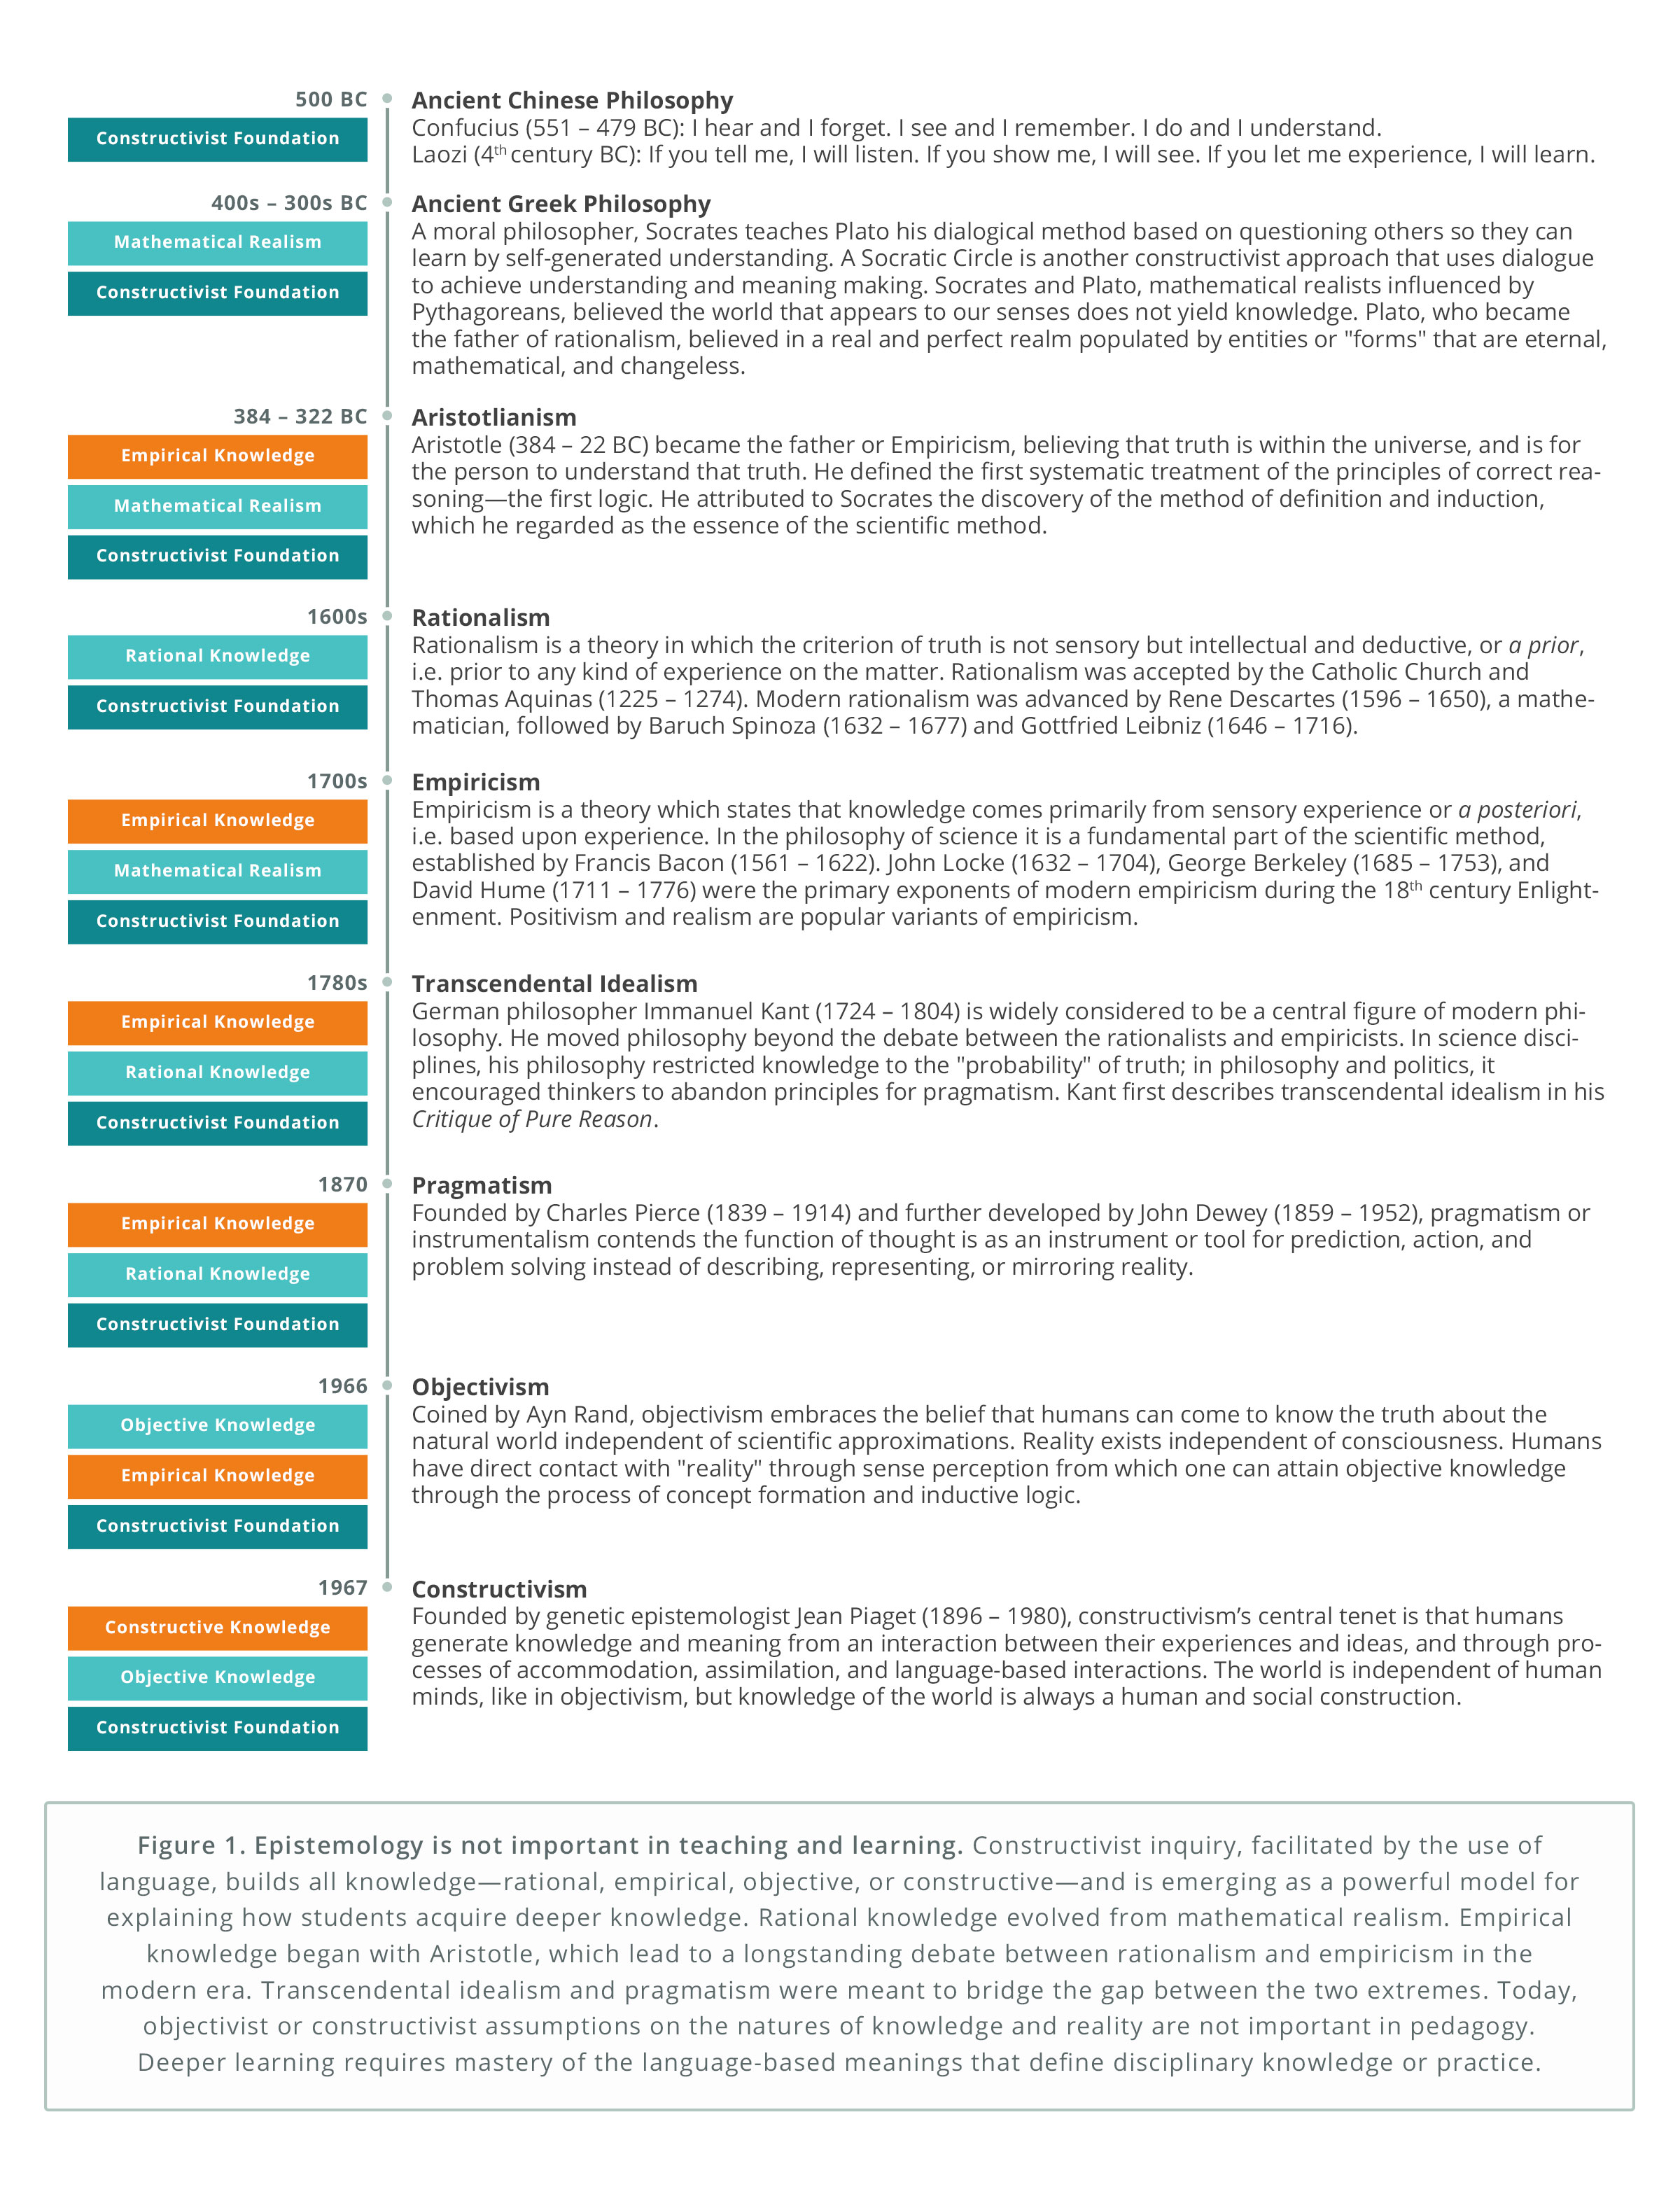 500 BC
Constructivist Foundation
Ancient Chinese Philosophy
Confucius (551 – 479 BC): I hear and I forget. I see and I remember. I do and I understand.
Laozi (4th century BC): If you tell me, I will listen. If you show me, I will see. If you let me experience, I will learn.
400s – 300s BC
Mathematical Realism
Constructivist Foundation
Ancient Greek Philosophy
A moral philosopher, Socrates teaches Plato his dialogical method based on questioning others so they can
learn by self-generated understanding. A Socratic Circle is another constructivist approach that uses dialogue
to achieve understanding and meaning making. Socrates and Plato, mathematical realists influenced by
Pythagoreans, believed the world that appears to our senses does not yield knowledge. Plato, who became
the father of rationalism, believed in a real and perfect realm populated by entities or "forms" that are eternal,
mathematical, and changeless.
384 – 322 BC
Empirical Knowledge
Mathematical Realism
Constructivist Foundation
Aristotlianism
Aristotle (384 – 22 BC) became the father or Empiricism, believing that truth is within the universe, and is for
the person to understand that truth. He defined the first systematic treatment of the principles of correct rea-
soning—the first logic. He attributed to Socrates the discovery of the method of definition and induction,
which he regarded as the essence of the scientific method.
1600s
Rational Knowledge
Constructivist Foundation
Rationalism
Rationalism is a theory in which the criterion of truth is not sensory but intellectual and deductive, or a prior,
i.e. prior to any kind of experience on the matter. Rationalism was accepted by the Catholic Church and
Thomas Aquinas (1225 – 1274). Modern rationalism was advanced by Rene Descartes (1596 – 1650), a mathe-
matician, followed by Baruch Spinoza (1632 – 1677) and Gottfried Leibniz (1646 – 1716).
1700s
Empirical Knowledge
Mathematical Realism
Constructivist Foundation
Empiricism
Empiricism is a theory which states that knowledge comes primarily from sensory experience or a posteriori,
i.e. based upon experience. In the philosophy of science it is a fundamental part of the scientific method,
established by Francis Bacon (1561 – 1622). John Locke (1632 – 1704), George Berkeley (1685 – 1753), and
David Hume (1711 – 1776) were the primary exponents of modern empiricism during the 18th century Enlight-
enment. Positivism and realism are popular variants of empiricism.
1780s
Empirical Knowledge
Rational Knowledge
Constructivist Foundation
Transcendental Idealism
German philosopher Immanuel Kant (1724 – 1804) is widely considered to be a central figure of modern phi-
losophy. He moved philosophy beyond the debate between the rationalists and empiricists. In science disci-
plines, his philosophy restricted knowledge to the "probability" of truth; in philosophy and politics, it
encouraged thinkers to abandon principles for pragmatism. Kant first describes transcendental idealism in his
Critique of Pure Reason.
1870
Empirical Knowledge
Rational Knowledge
Constructivist Foundation
Pragmatism
Founded by Charles Pierce (1839 – 1914) and further developed by John Dewey (1859 – 1952), pragmatism or
instrumentalism contends the function of thought is as an instrument or tool for prediction, action, and
problem solving instead of describing, representing, or mirroring reality.
1966
Objective Knowledge
Empirical Knowledge
Constructivist Foundation
Objectivism
Coined by Ayn Rand, objectivism embraces the belief that humans can come to know the truth about the
natural world independent of scientific approximations. Reality exists independent of consciousness. Humans
have direct contact with "reality" through sense perception from which one can attain objective knowledge
through the process of concept formation and inductive logic.
1967
Constructive Knowledge
Objective Knowledge
Constructivist Foundation
Constructivism
Founded by genetic epistemologist Jean Piaget (1896 – 1980), constructivism’s central tenet is that humans
generate knowledge and meaning from an interaction between their experiences and ideas, and through pro-
cesses of accommodation, assimilation, and language-based interactions. The world is independent of human
minds, like in objectivism, but knowledge of the world is always a human and social construction.
Figure 1. Epistemology is not important in teaching and learning. Constructivist inquiry, facilitated by the use of
language, builds all knowledge—rational, empirical, objective, or constructive—and is emerging as a powerful model for
explaining how students acquire deeper knowledge. Rational knowledge evolved from mathematical realism. Empirical
knowledge began with Aristotle, which lead to a longstanding debate between rationalism and empiricism in the
modern era. Transcendental idealism and pragmatism were meant to bridge the gap between the two extremes. Today,
objectivist or constructivist assumptions on the natures of knowledge and reality are not important in pedagogy.
Deeper learning requires mastery of the language-based meanings that define disciplinary knowledge or practice.